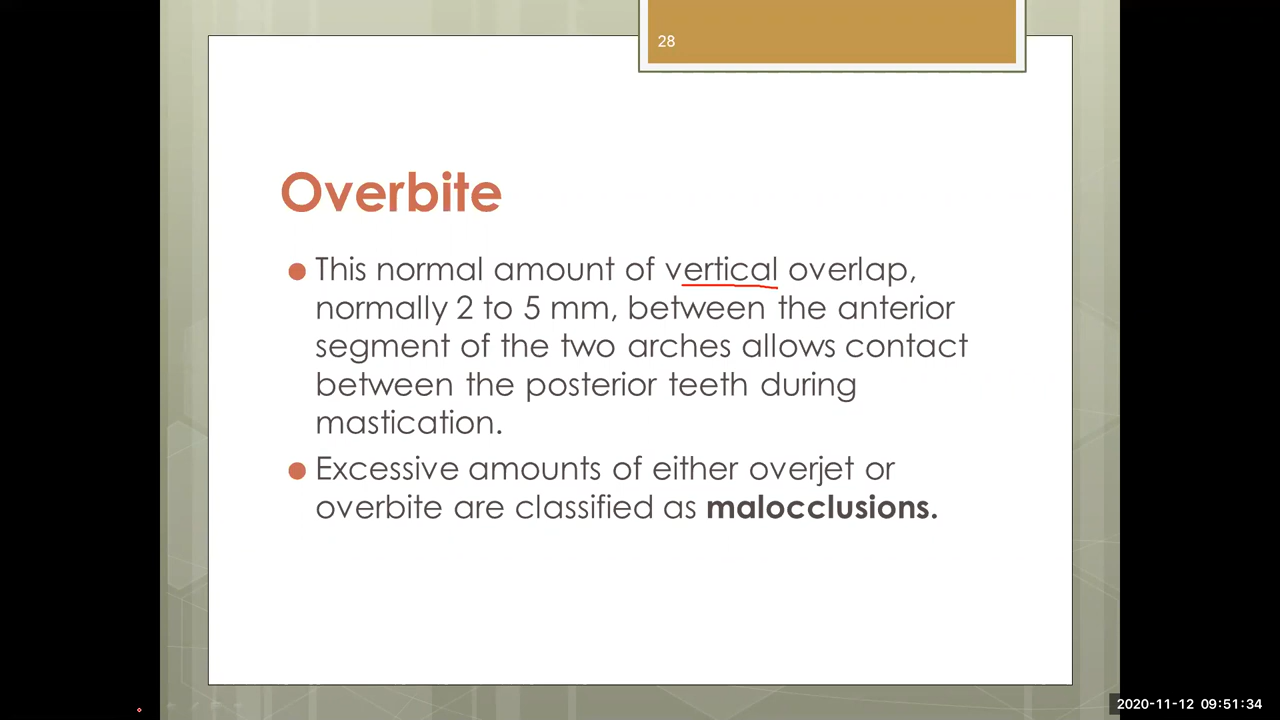 28
Overbite
This normal amount of vertical overlap,
normally 2 to 5 mm, between the anterior
segment of the two arches allows contact
between the posterior teeth during
mastication.
Excessive amounts of either overjet or
overbite are classified as malocclusions.
2020-11-12 09:51:34